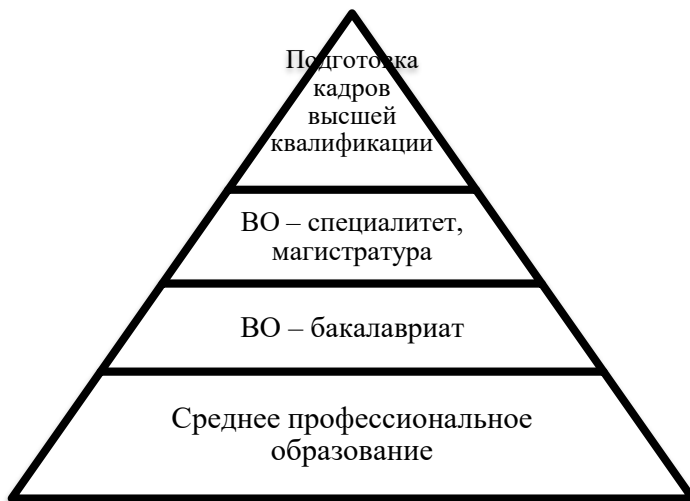 Подготовка
кадров
высшей
квалификации
ВО – специалитет,
магистратура
ВО – бакалавриат
Среднее профессиональное
образование